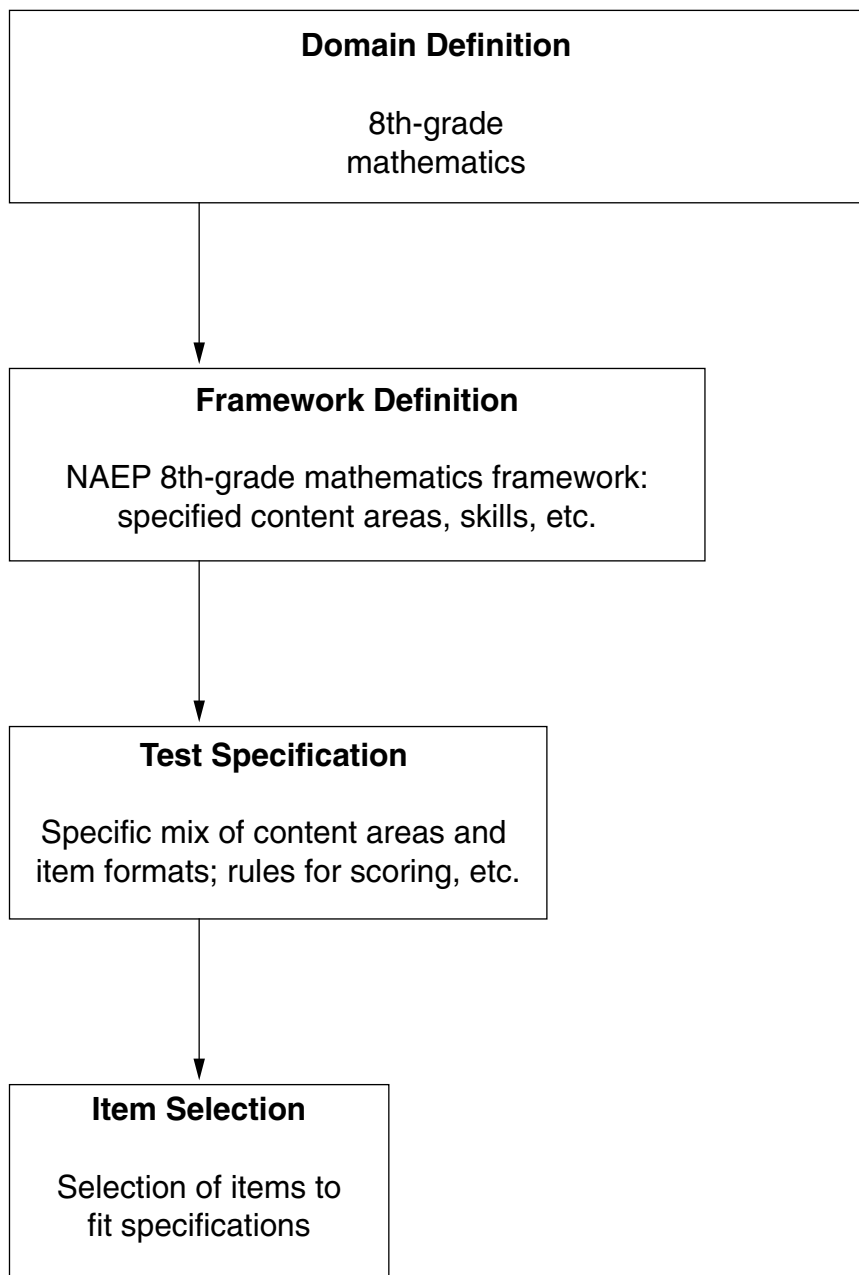 Domain Definition
8th-grade
mathematics
Framework Definition
NAEP 8th-grade mathematics framework:
specified content areas, skills, etc.
Test Specification
Specific mix of content areas and
item formats; rules for scoring, etc.
Item Selection
Selection of items to
fit specifications